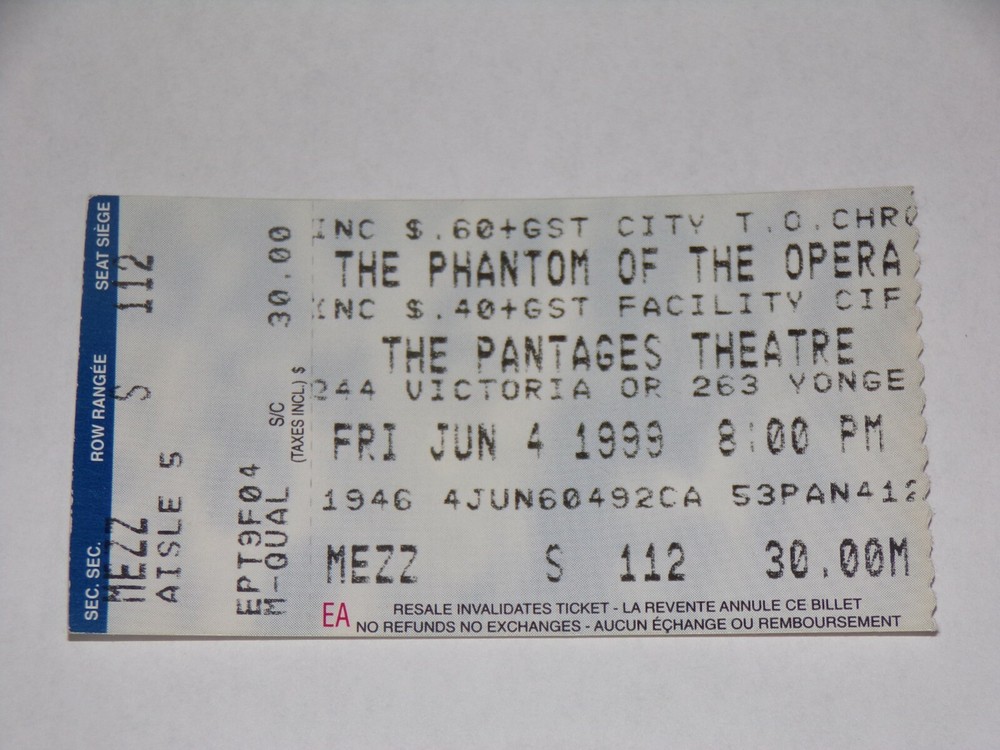 SEC. SEC. ROW RANGÉE SEAT SIÈGE
MEZZ S 112
AISLE 5
EPT9F04 30.00
M-QUAL S/C
(TAXES INCL) $
INC $.60+GST CITY T.O.CHRO
THE PHANTOM OF THE OPERA
INC $.40+GST FACILITY CIF
THE PANTAGES THEATRE
244 VICTORIA OR 263 YONGE
FRI JUN 4 1999 8:00 PM
1946 4JUN60492CA 53PAN412
MEZZ S 112 30.00M
EA RESALE INVALIDATES TICKET - LA REVENTE ANNULE CE BILLET
NO REFUNDS NO EXCHANGES - AUCUN ÉÇHANGE OU REMBOURSEMENT